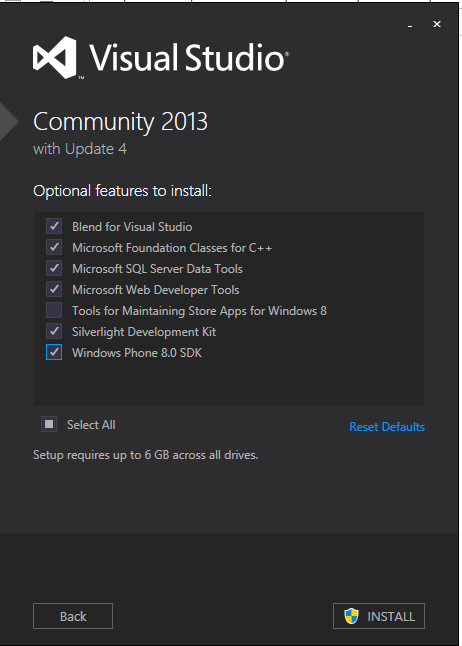 Visual Studio®
™
Community 2013
with Update 4
Optional features to install:
Blend for Visual Studio
Microsoft Foundation Classes for C++
Microsoft SQL Server Data Tools
Microsoft Web Developer Tools
Tools for Maintaining Store Apps for Windows 8
Silverlight Development Kit
Windows Phone 8.0 SDK
Select All
Reset Defaults
Setup requires up to 6 GB across all drives.
Back
INSTALL